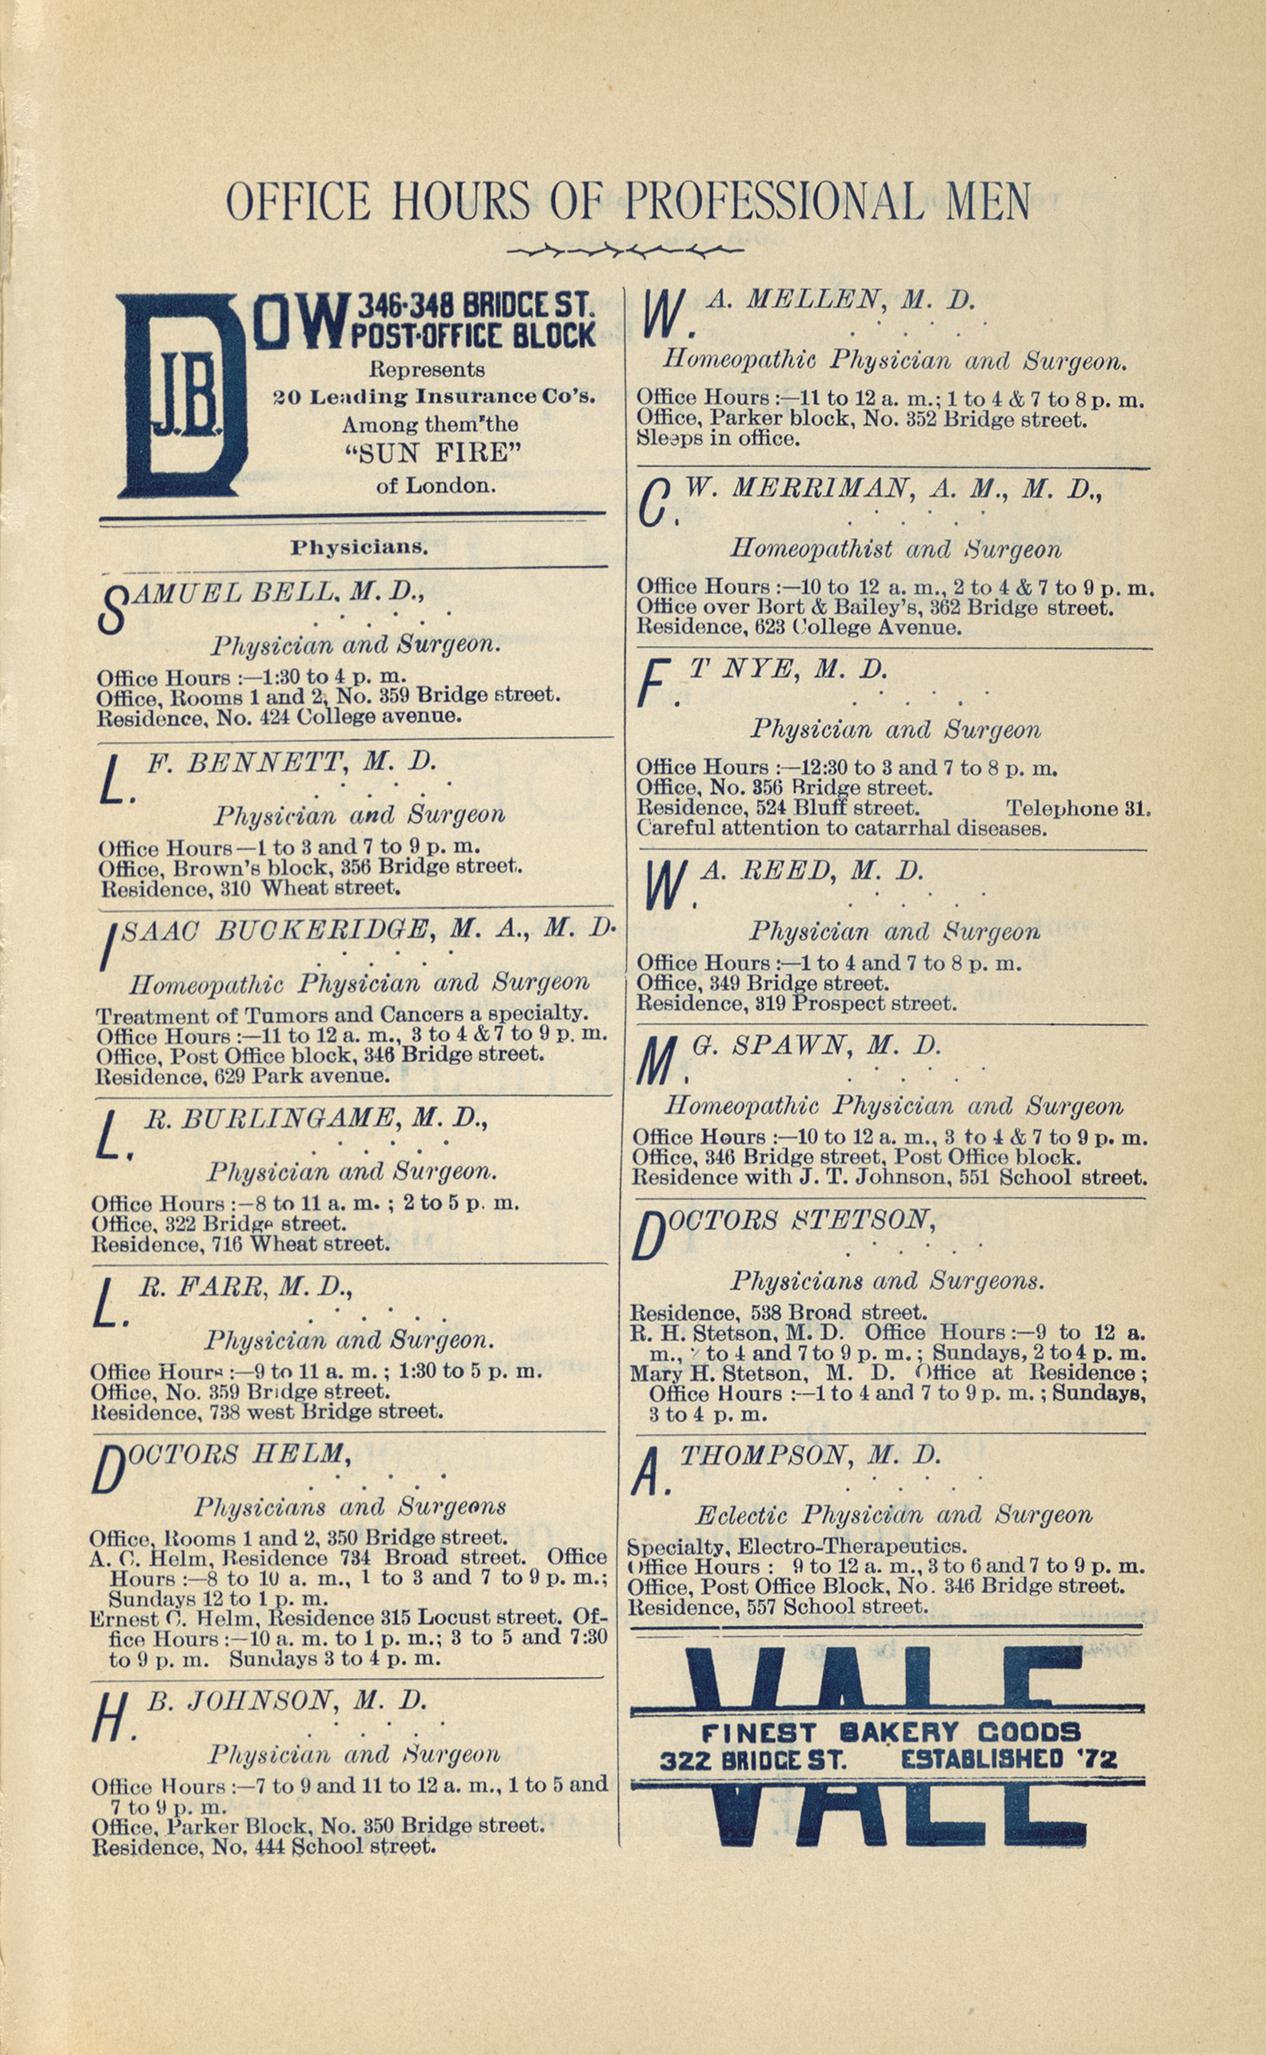 OFFICE HOURS OF PROFESSIONAL MEN
DOW 346-348 BRIDGE ST.
POST-OFFICE BLOCK
J.B.
Represents
20 Leading Insurance Co's.
Among them the
"SUN FIRE"
of London.
Physicians.
SAMUEL BELL. M. D.,
Physician and Surgeon.
Office Hours :—1:30 to 4 p. m.
Office, Rooms 1 and 2, No. 359 Bridge street.
Residence, No. 424 College avenue.
L. F. BENNETT, M. D.
Physician and Surgeon
Office Hours—1 to 3 and 7 to 9 p. m.
Office, Brown's block, 356 Bridge street.
Residence, 310 Wheat street.
ISAAC BUCKERIDGE, M. A., M. D.
Homeopathic Physician and Surgeon
Treatment of Tumors and Cancers a specialty.
Office Hours :—11 to 12 a. m., 3 to 4 & 7 to 9 p. m.
Office, Post Office block, 346 Bridge street.
Residence, 629 Park avenue.
L. R. BURLINGAME, M. D.,
Physician and Surgeon.
Office Hours :—8 to 11 a. m. ; 2 to 5 p. m.
Office, 322 Bridge street.
Residence, 716 Wheat street.
L. R. FARR, M. D.,
Physician and Surgeon.
Office Hours :—9 to 11 a. m. ; 1:30 to 5 p. m.
Office, No. 359 Bridge street.
Residence, 738 west Bridge street.
DOCTORS HELM,
Physicians and Surgeons
Office, Rooms 1 and 2, 350 Bridge street.
A. C. Helm, Residence 734 Broad street. Office
Hours :—8 to 10 a. m., 1 to 3 and 7 to 9 p. m.;
Sundays 12 to 1 p. m.
Ernest C. Helm, Residence 315 Locust street. Of-
fice Hours :—10 a. m. to 1 p. m.; 3 to 5 and 7:30
to 9 p. m. Sundays 3 to 4 p. m.
H. B. JOHNSON, M. D.
Physician and Surgeon
Office Hours :—7 to 9 and 11 to 12 a. m., 1 to 5 and
7 to 9 p. m.
Office, Parker Block, No. 350 Bridge street.
Residence, No. 444 School street.
W. A. MELLEN, M. D.
Homeopathic Physician and Surgeon.
Office Hours :—11 to 12 a. m.; 1 to 4 & 7 to 8 p. m.
Office, Parker block, No. 352 Bridge street.
Sleeps in office.
C. W. MERRIMAN, A. M., M. D.,
Homeopathist and Surgeon
Office Hours :—10 to 12 a. m., 2 to 4 & 7 to 9 p. m.
Office over Bort & Bailey's, 362 Bridge street.
Residence, 623 College Avenue.
F. T NYE, M. D.
Physician and Surgeon
Office Hours :—12:30 to 3 and 7 to 8 p. m.
Office, No. 356 Bridge street.
Residence, 524 Bluff street. Telephone 31.
Careful attention to catarrhal diseases.
W. A. REED, M. D.
Physician and Surgeon
Office Hours :—1 to 4 and 7 to 8 p. m.
Office, 349 Bridge street.
Residence, 319 Prospect street.
M. G. SPAWN, M. D.
Homeopathic Physician and Surgeon
Office Hours :—10 to 12 a. m., 3 to 4 & 7 to 9 p. m.
Office, 346 Bridge street, Post Office block.
Residence with J. T. Johnson, 551 School street.
DOCTORS STETSON,
Physicians and Surgeons.
Residence, 538 Broad street.
R. H. Stetson, M. D. Office Hours :—9 to 12 a.
m., to 4 and 7 to 9 p. m. ; Sundays, 2 to 4 p. m.
Mary H. Stetson, M. D. Office at Residence ;
Office Hours :—1 to 4 and 7 to 9 p. m. ; Sundays,
3 to 4 p. m.
A. THOMPSON, M. D.
Eclectic Physician and Surgeon
Specialty, Electro-Therapeutics.
Office Hours : 9 to 12 a. m., 3 to 6 and 7 to 9 p. m.
Office, Post Office Block, No. 346 Bridge street.
Residence, 557 School street.
VALE
FINEST BAKERY GOODS
322 BRIDGE ST. ESTABLISHED '72
VALE